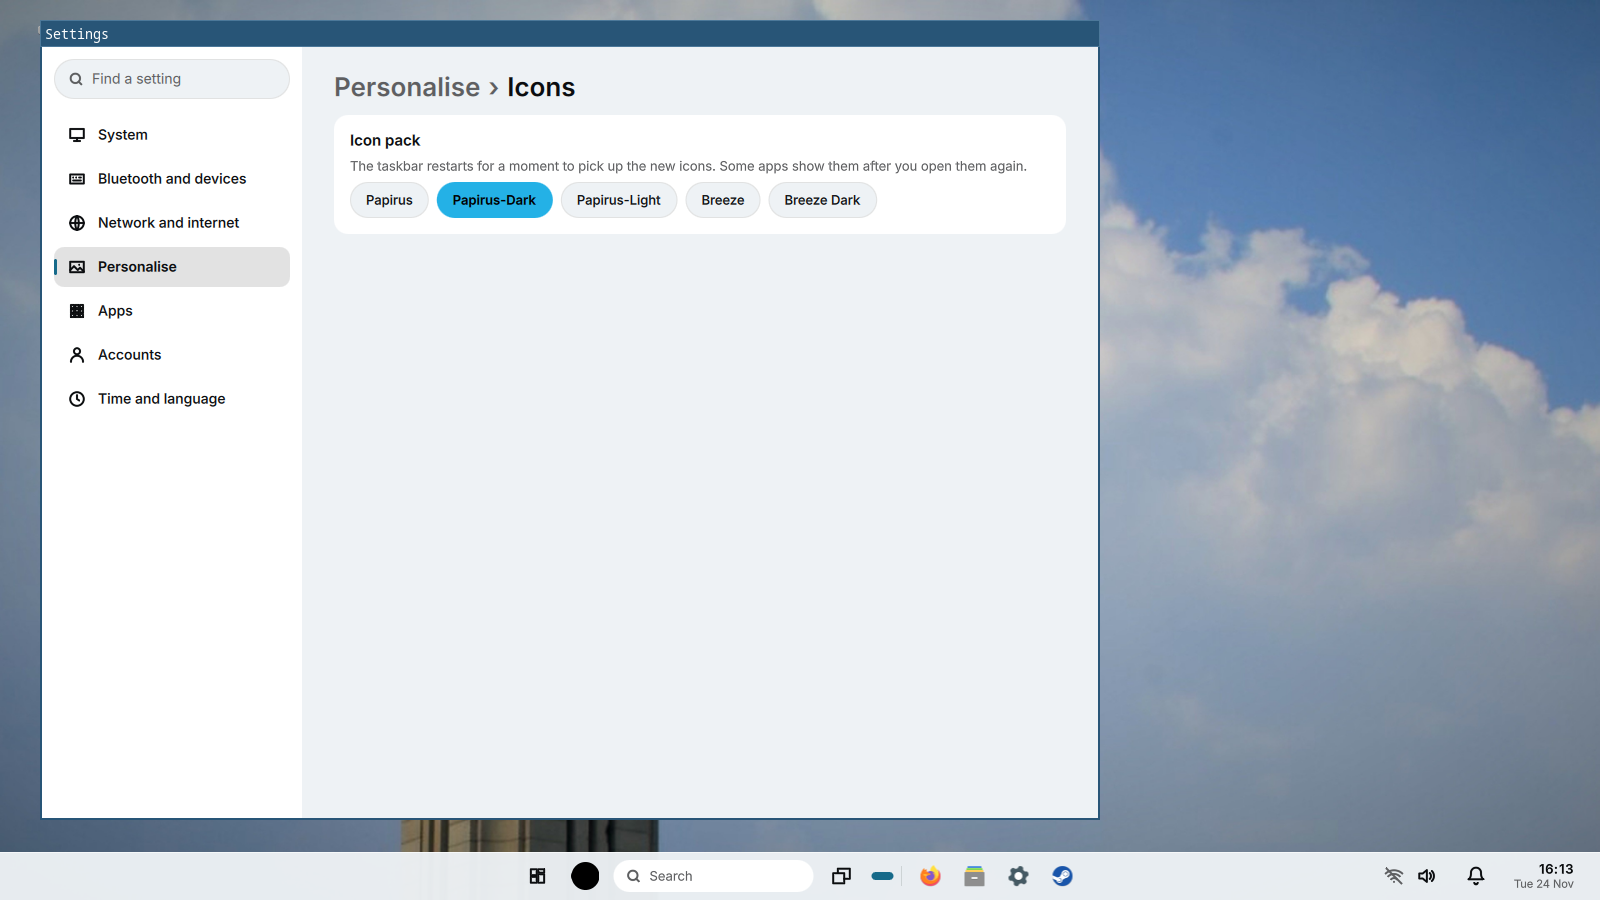 Settings
Find a setting
System
Bluetooth and devices
Network and internet
Personalise
Apps
Accounts
Time and language
Personalise › Icons
Icon pack
The taskbar restarts for a moment to pick up the new icons. Some apps show them after you open them again.
Papirus
Papirus-Dark
Papirus-Light
Breeze
Breeze Dark
Search
16:13
Tue 24 Nov